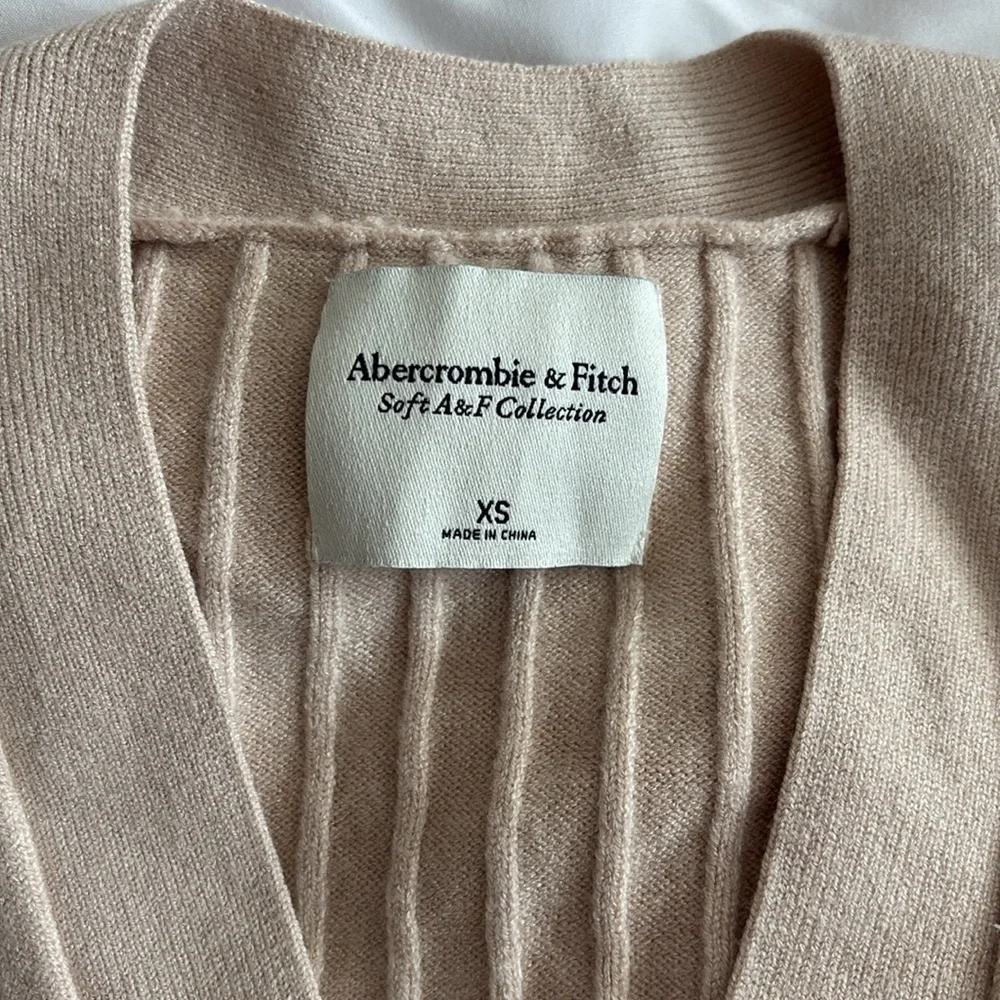 Abercrombie & Fitch
Soft A&F Collection
XS
MADE IN CHINA